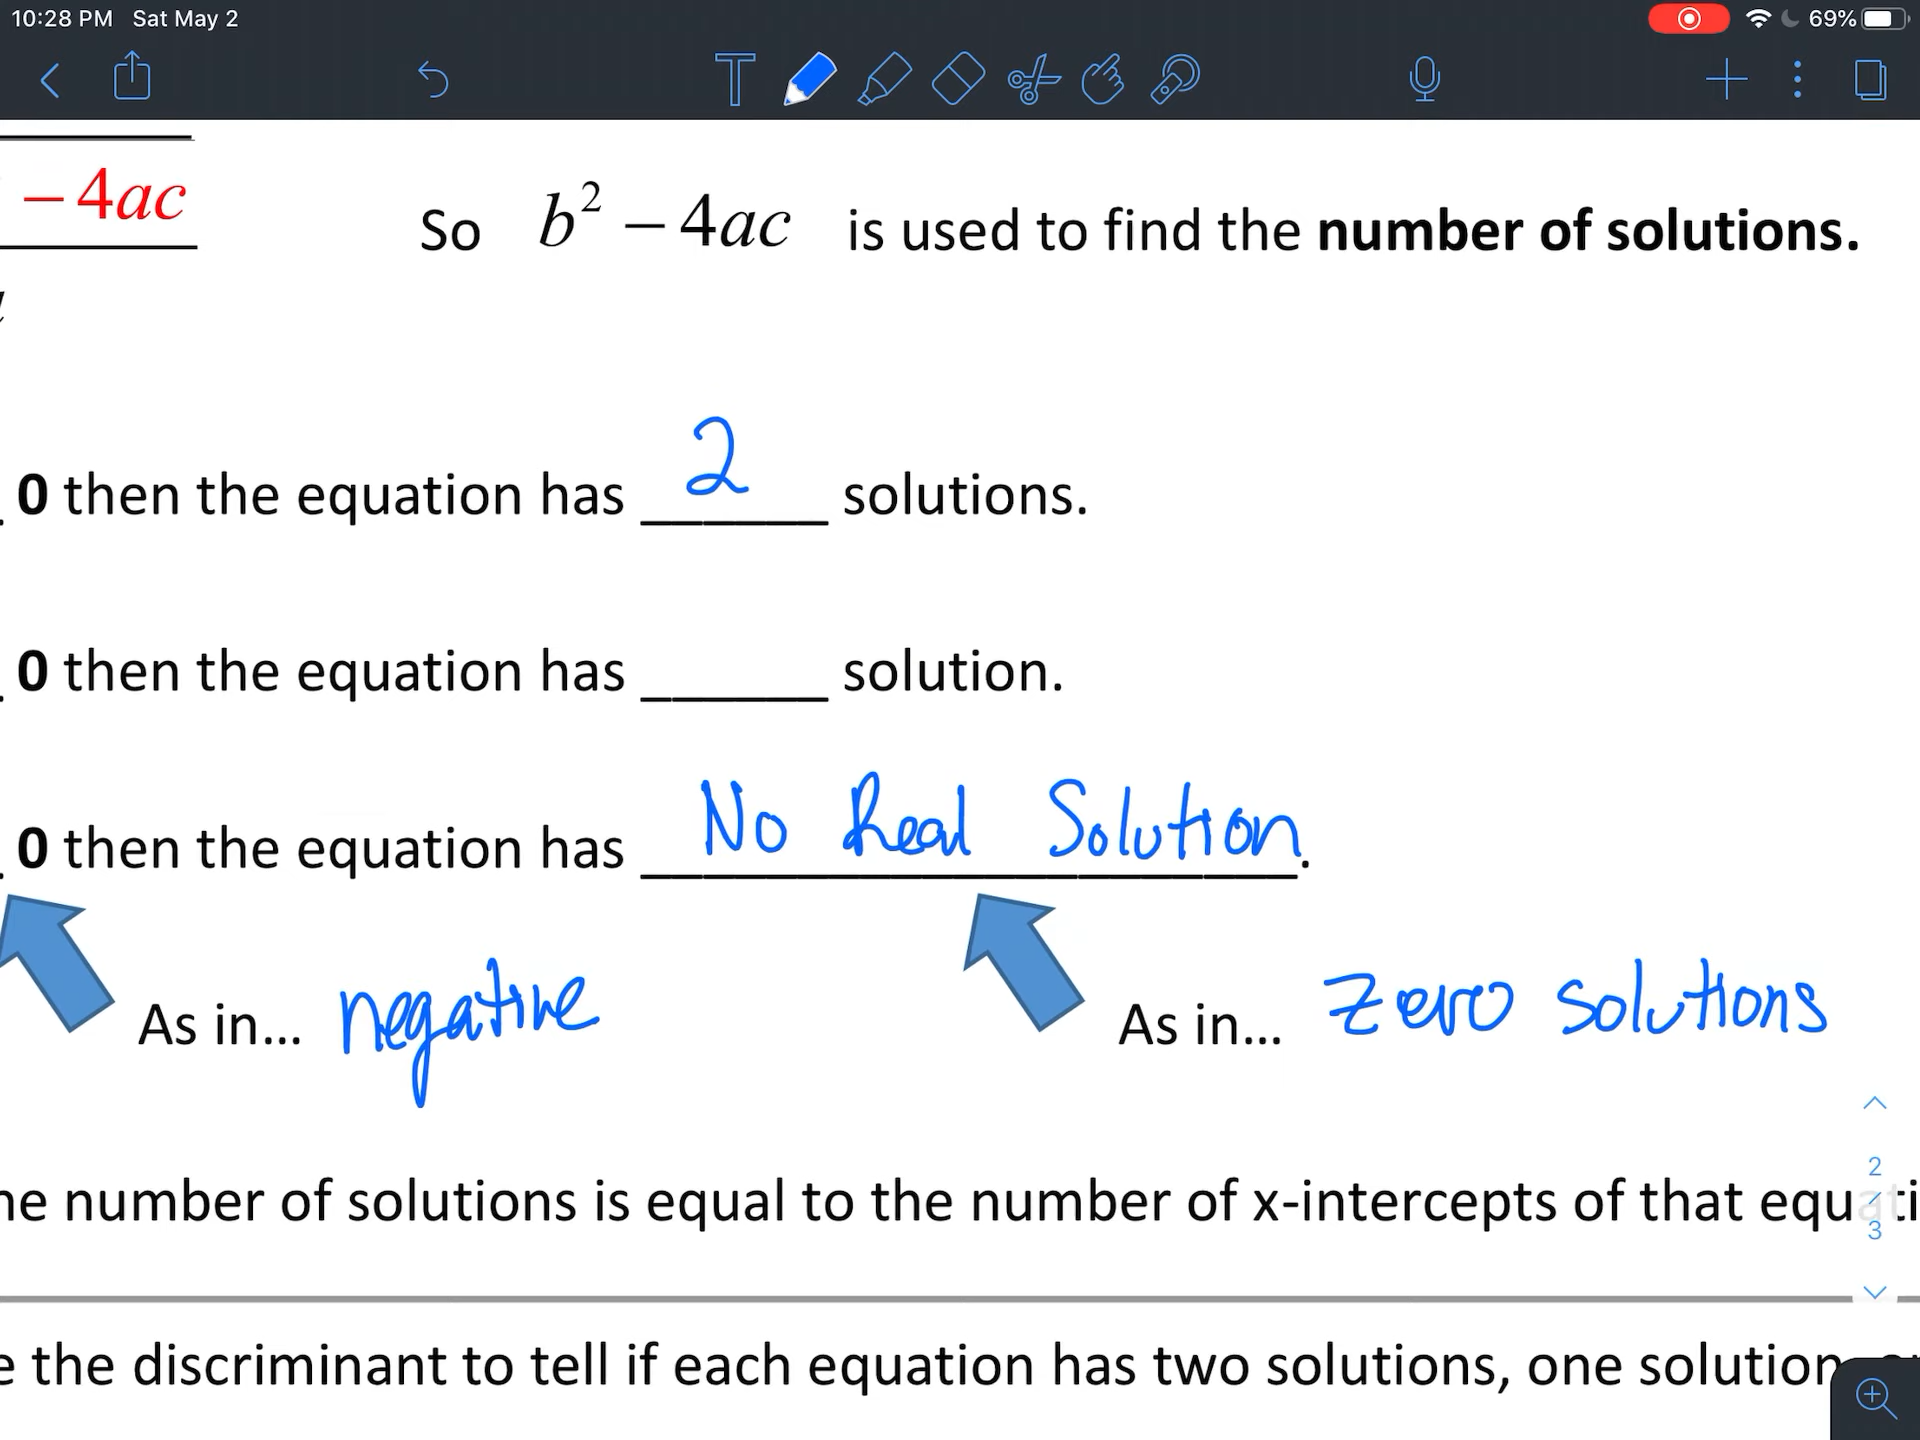 10:28 PM Sat May 2 69%
T
– 4ac
So b² – 4ac is used to find the number of solutions.
0 then the equation has 2 solutions.
0 then the equation has ______ solution.
0 then the equation has No Real Solution.
As in... negative As in... Zero solutions
2
/
3
he number of solutions is equal to the number of x-intercepts of that equati
e the discriminant to tell if each equation has two solutions, one solution,